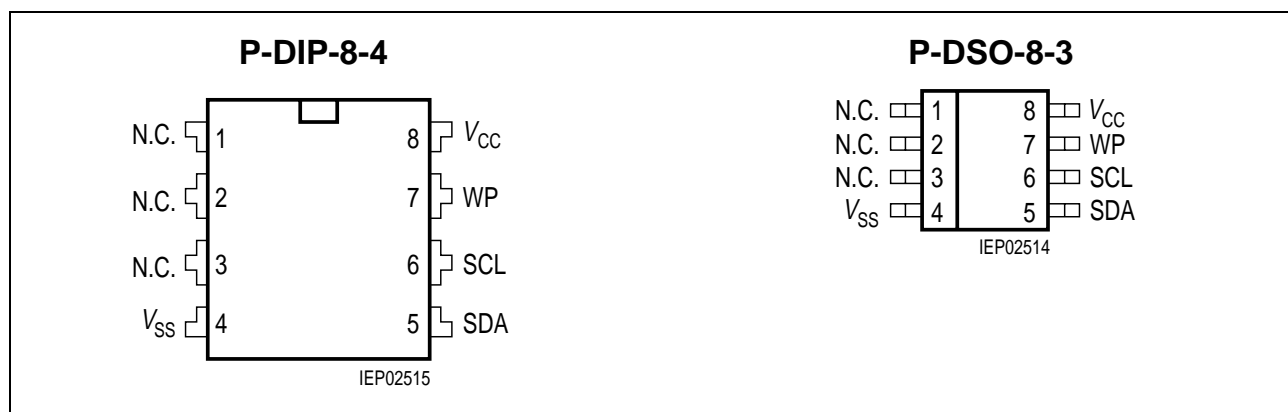 P-DIP-8-4
N.C. 1 8 VCC
N.C. 2 7 WP
N.C. 3 6 SCL
VSS 4 5 SDA
IEP02515
P-DSO-8-3
N.C. 1 8 VCC
N.C. 2 7 WP
N.C. 3 6 SCL
VSS 4 5 SDA
IEP02514